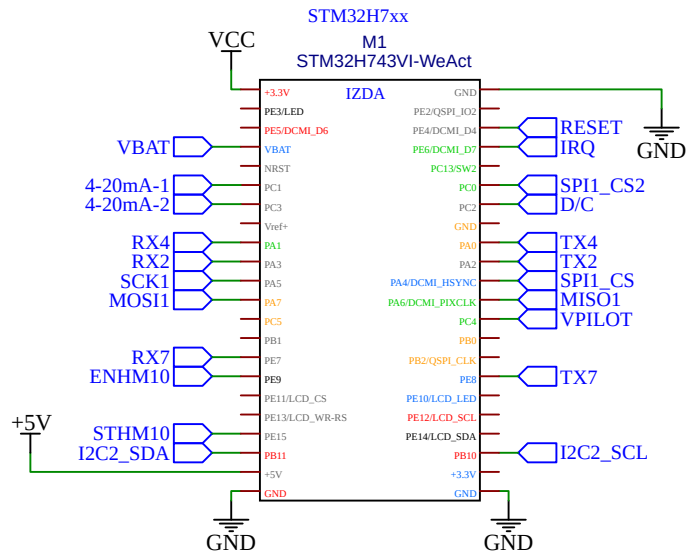 STM32H7xx
M1
STM32H743VI-WeAct
IZDA
VCC
+3.3V GND
PE3/LED PE2/QSPI_IO2
PE5/DCMI_D6 PE4/DCMI_D4 RESET
VBAT VBAT PE6/DCMI_D7 IRQ
GND
NRST PC13/SW2
4-20mA-1 PC1 PC0 SPI1_CS2
4-20mA-2 PC3 PC2 D/C
Vref+ GND
RX4 PA1 PA0 TX4
RX2 PA3 PA2 TX2
SCK1 PA5 PA4/DCMI_HSYNC SPI1_CS
MOSI1 PA7 PA6/DCMI_PIXCLK MISO1
PC5 PC4 VPILOT
PB1 PB0
RX7 PE7 PB2/QSPI_CLK
ENHM10 PE9 PE8 TX7
PE11/LCD_CS PE10/LCD_LED
PE13/LCD_WR-RS PE12/LCD_SCL
+5V
STHM10 PE15 PE14/LCD_SDA
I2C2_SDA PB11 PB10 I2C2_SCL
+5V +3.3V
GND GND
GND GND